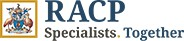 RACP
Specialists. Together